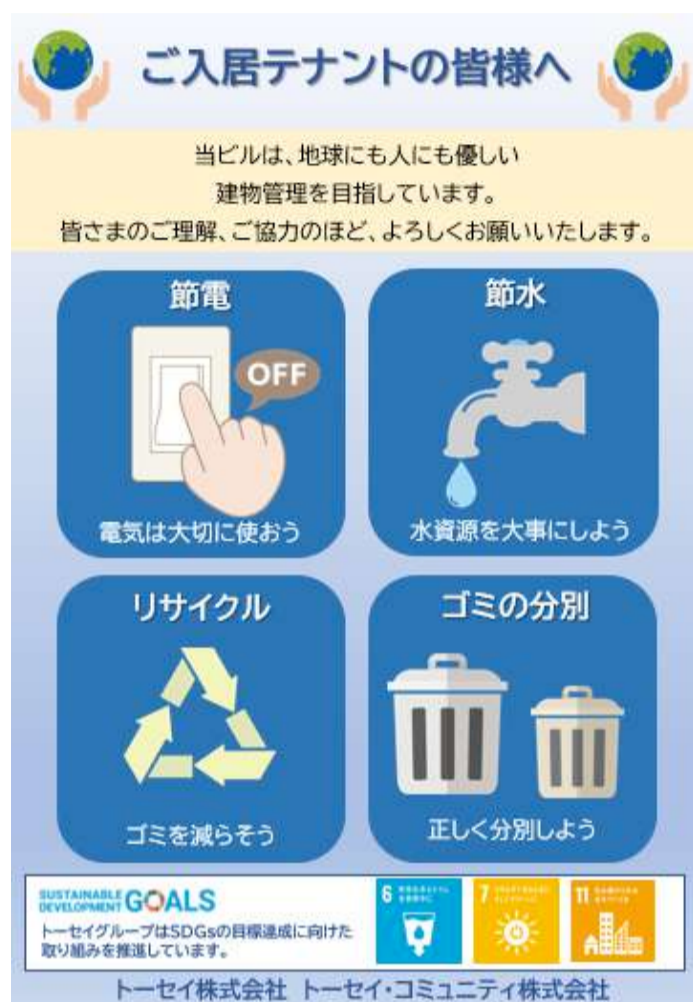 ご入居テナントの皆様へ
当ビルは、地球にも人にも優しい
建物管理を目指しています。
皆さまのご理解、ご協力のほど、よろしくお願いいたします。
節電
OFF
電気は大切に使おう
節水
水資源を大事にしよう
リサイクル
ゴミを減らそう
ゴミの分別
正しく分別しよう
SUSTAINABLE
DEVELOPMENT GOALS
トーセイグループはSDGsの目標達成に向けた
取り組みを推進しています。
6
7
11
トーセイ株式会社 トーセイ・コミュニティ株式会社